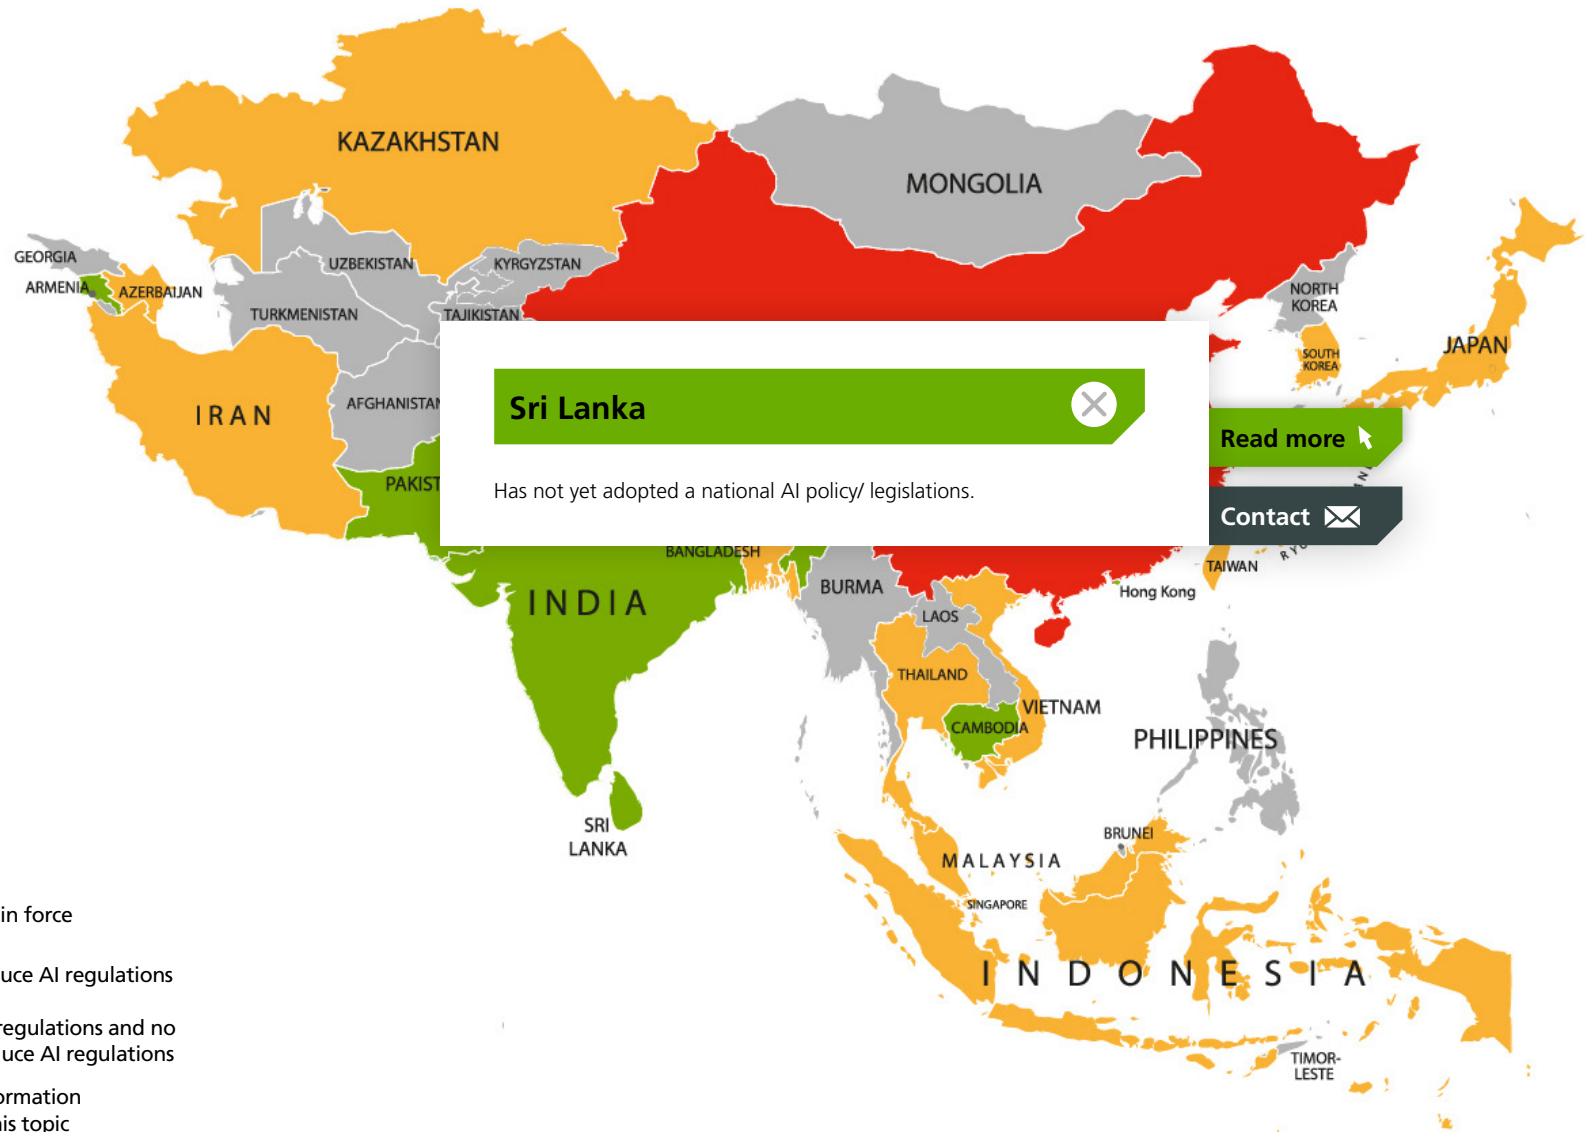 KAZAKHSTAN
MONGOLIA
GEORGIA
UZBEKISTAN
KYRGYZSTAN
ARMENIA
AZERBAIJAN
NORTH
KOREA
TURKMENISTAN
TAJIKISTAN
JAPAN
SOUTH
KOREA
AFGHANISTAN
IRAN
Sri Lanka
Read more
PAKIST
Has not yet adopted a national AI policy/ legislations.
Contact
BANGLADESH
TAIWAN
BURMA
Hong Kong
INDIA
LAOS
THAILAND
VIETNAM
CAMBODIA
PHILIPPINES
SRI
LANKA
BRUNEI
MALAYSIA
SINGAPORE
in force
INDONESIA
uce AI regulations
regulations and no
uce AI regulations
TIMOR-
LESTE
ormation
his topic